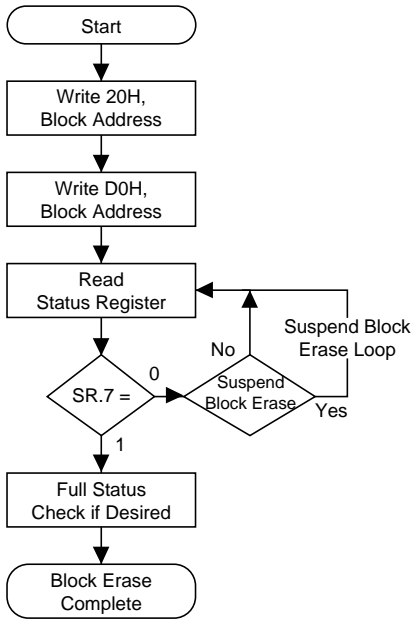 Start
Write 20H,
Block Address
Write D0H,
Block Address
Read
Status Register
Suspend Block
Erase Loop
No
0
SR.7 =
Suspend
Block Erase
Yes
1
Full Status
Check if Desired
Block Erase
Complete